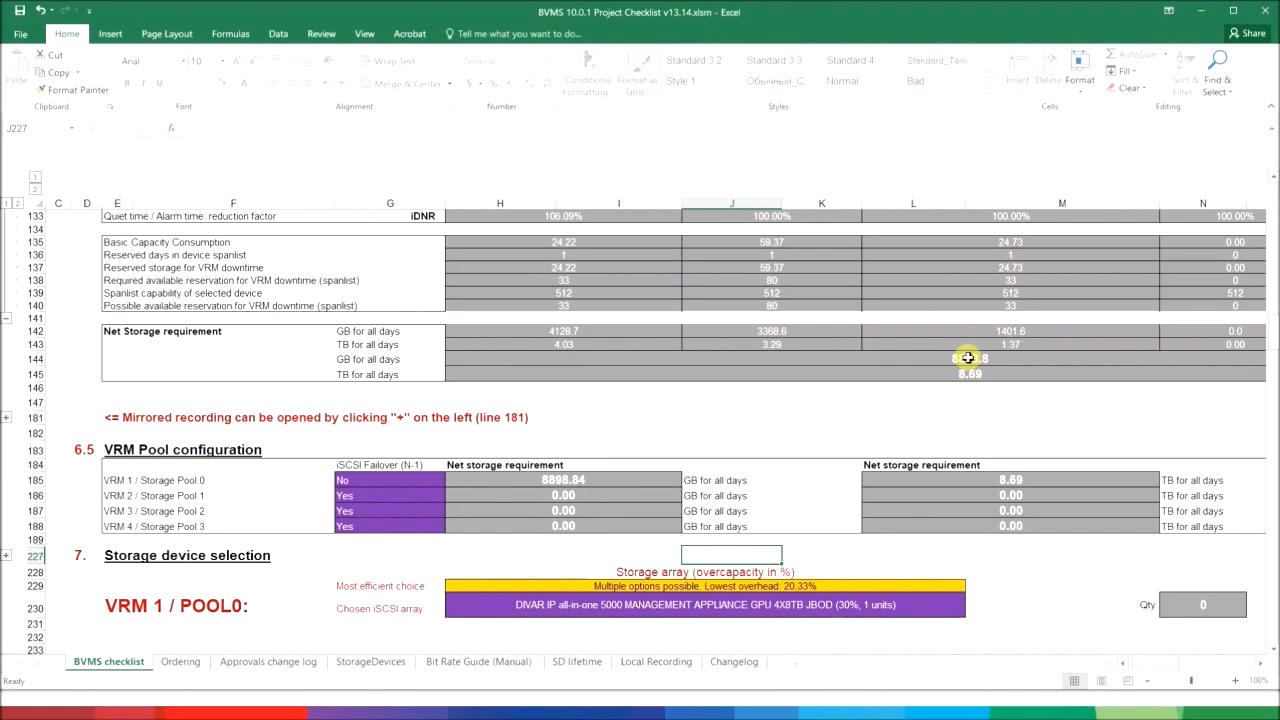 BVMS 10.0.1 Project Checklist v13.14.xlsm - Excel
File Home Insert Page Layout Formulas Data Review View Acrobat Tell me what you want to do... Share
Paste Cut Copy Format Painter Clipboard
Arial 10 B I U Font
Wrap Text Merge & Center Alignment
$ % Number
Conditional Formatting Format as Table
Standard 3.2 Standard 3.3 Standard 4 Standard_Tem
Style 1 Обычный_C Normal Bad
Styles
Insert Delete Format Cells
AutoSum Fill Clear Sort & Filter Find & Select Editing
J227 fx
1
2
1 2 C D E F G H I J K L M N
133 Quiet time / Alarm time: reduction factor iDNR 106.09% 100.00% 100.00% 100.00%
134
135 Basic Capacity Consumption 24.22 59.37 24.73 0.00
136 Reserved days in device spanlist 1 1 1 0
137 Reserved storage for VRM downtime 24.22 59.37 24.73 0.00
138 Required available reservation for VRM downtime (spanlist) 33 80 33 0
139 Spanlist capability of selected device 512 512 512 512
140 Possible available reservation for VRM downtime (spanlist) 33 80 33 0
141
142 Net Storage requirement GB for all days 4128.7 3368.6 1401.6 0.0
143 TB for all days 4.03 3.29 1.37 0.00
144 GB for all days
145 TB for all days 8.69
146
147
181 <= Mirrored recording can be opened by clicking "+" on the left (line 181)
182
183 6.5 VRM Pool configuration
184 iSCSI Failover (N-1) Net storage requirement Net storage requirement
185 VRM 1 / Storage Pool 0 No 8898.84 GB for all days 8.69 TB for all days
186 VRM 2 / Storage Pool 1 Yes 0.00 GB for all days 0.00 TB for all days
187 VRM 3 / Storage Pool 2 Yes 0.00 GB for all days 0.00 TB for all days
188 VRM 4 / Storage Pool 3 Yes 0.00 GB for all days 0.00 TB for all days
189
227 7. Storage device selection
228 Storage array (overcapacity in %)
229 Most efficient choice Multiple options possible. Lowest overhead: 20.33%
230 VRM 1 / POOL0: Chosen iSCSI array DIVAR IP all-in-one 5000 MANAGEMENT APPLIANCE GPU 4X8TB JBOD (30%, 1 units) Qty 0
231
232
233
BVMS checklist Ordering Approvals change log StorageDevices Bit Rate Guide (Manual) SD lifetime Local Recording Changelog
Ready 100%